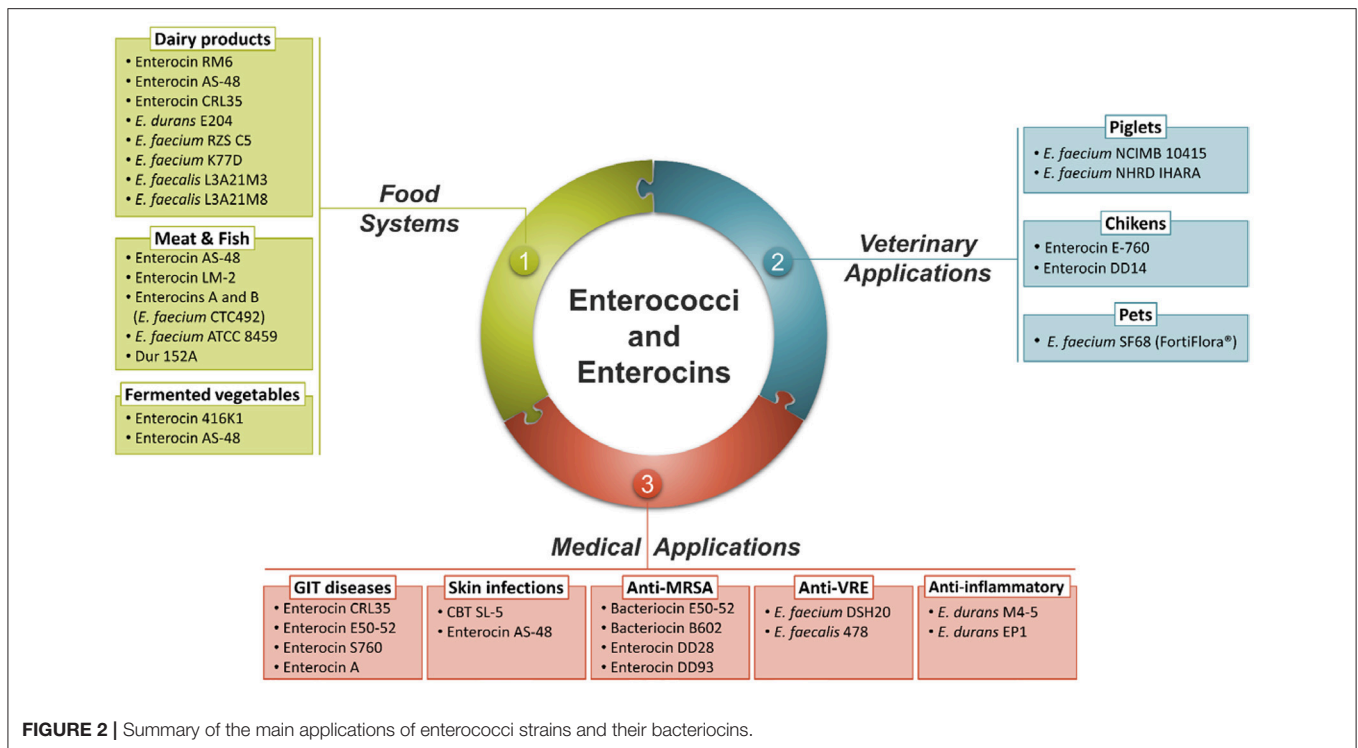 Dairy products
• Enterocin RM6
• Enterocin AS-48
• Enterocin CRL35
• E. durans E204
• E. faecium RZS C5
• E. faecium K77D
• E. faecalis L3A21M3
• E. faecalis L3A21M8
Meat & Fish
• Enterocin AS-48
• Enterocin LM-2
• Enterocins A and B
(E. faecium CTC492)
• E. faecium ATCC 8459
• Dur 152A
Fermented vegetables
• Enterocin 416K1
• Enterocin AS-48
Food
Systems
1
Enterococci
and
Enterocins
2
Veterinary
Applications
Piglets
• E. faecium NCIMB 10415
• E. faecium NHRD IHARA
Chikens
• Enterocin E-760
• Enterocin DD14
Pets
• E. faecium SF68 (FortiFlora®)
3
Medical Applications
GIT diseases
• Enterocin CRL35
• Enterocin E50-52
• Enterocin S760
• Enterocin A
Skin infections
• CBT SL-5
• Enterocin AS-48
Anti-MRSA
• Bacteriocin E50-52
• Bacteriocin B602
• Enterocin DD28
• Enterocin DD93
Anti-VRE
• E. faecium DSH20
• E. faecalis 478
Anti-inflammatory
• E. durans M4-5
• E. durans EP1
FIGURE 2 | Summary of the main applications of enterococci strains and their bacteriocins.